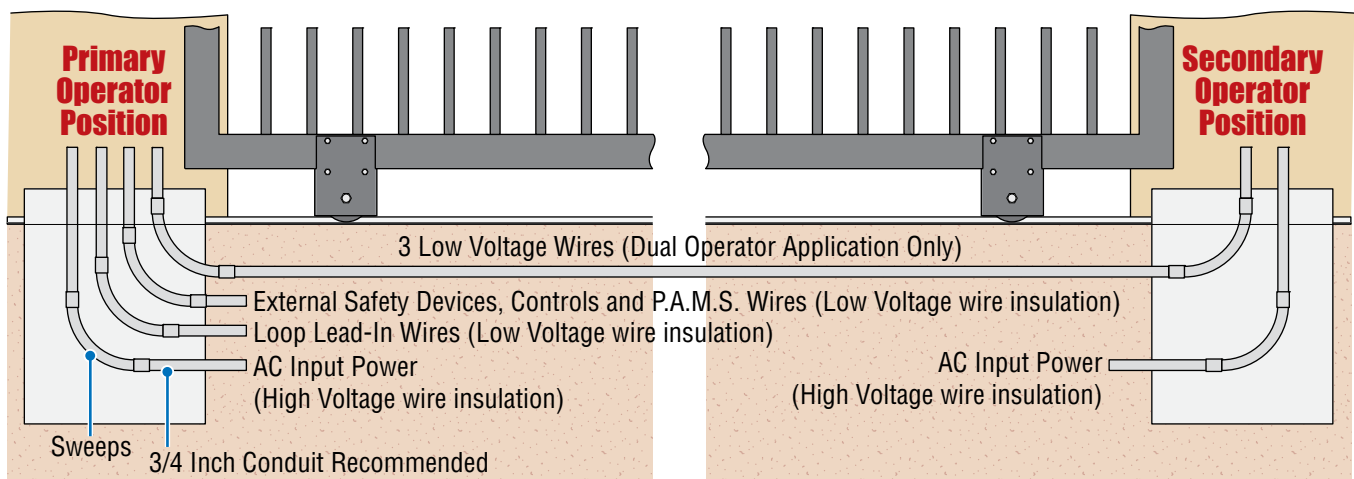 Primary
Operator
Position
Secondary
Operator
Position
3 Low Voltage Wires (Dual Operator Application Only)
External Safety Devices, Controls and P.A.M.S. Wires (Low Voltage wire insulation)
Loop Lead-In Wires (Low Voltage wire insulation)
AC Input Power
(High Voltage wire insulation)
AC Input Power
(High Voltage wire insulation)
Sweeps
3/4 Inch Conduit Recommended